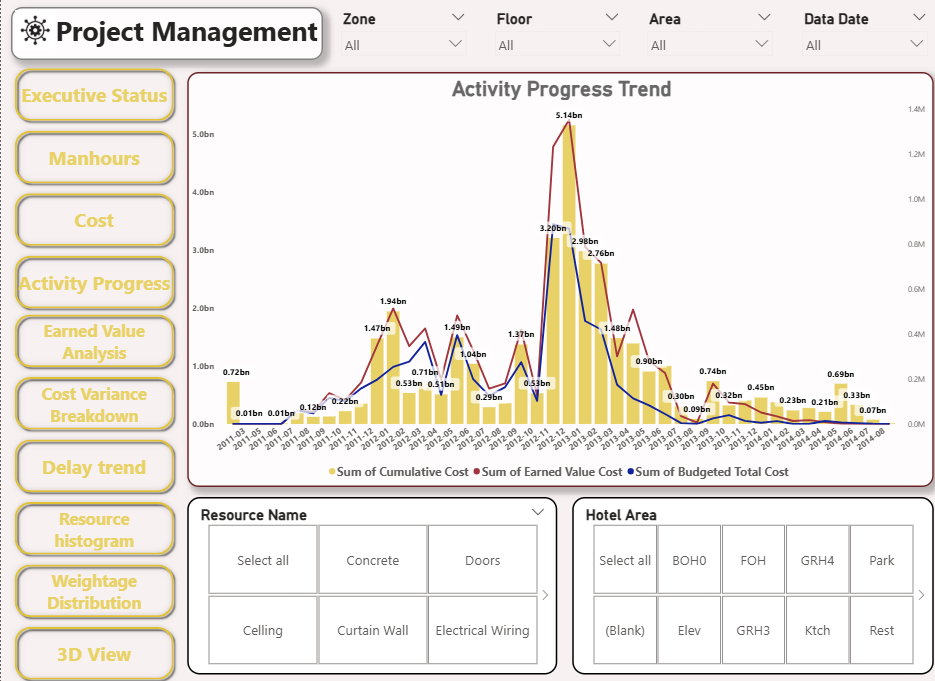 Project Management
Zone
All
Floor
All
Area
All
Data Date
All
Executive Status
Manhours
Cost
Activity Progress
Earned Value
Analysis
Cost Variance
Breakdown
Delay trend
Resource
histogram
Weightage
Distribution
3D View
Activity Progress Trend
5.0bn
4.0bn
3.0bn
2.0bn
1.0bn
0.0bn
1.4M
1.2M
1.0M
0.8M
0.6M
0.4M
0.2M
0.0M
0.72bn
0.01bn
0.01bn
0.12bn
0.22bn
1.47bn
1.94bn
0.53bn
0.71bn
0.51bn
1.49bn
1.04bn
0.29bn
1.37bn
0.53bn
3.20bn
5.14bn
2.98bn
2.76bn
1.48bn
0.90bn
0.30bn
0.09bn
0.74bn
0.32bn
0.45bn
0.23bn
0.21bn
0.69bn
0.33bn
0.07bn
2011-03
2011-05
2011-06
2011-07
2011-08
2011-09
2011-10
2011-11
2011-12
2012-01
2012-02
2012-03
2012-04
2012-05
2012-06
2012-07
2012-08
2012-09
2012-10
2012-11
2012-12
2013-01
2013-02
2013-03
2013-04
2013-05
2013-06
2013-07
2013-08
2013-09
2013-10
2013-11
2013-12
2014-01
2014-02
2014-03
2014-04
2014-05
2014-06
2014-07
2014-08
Sum of Cumulative Cost
Sum of Earned Value Cost
Sum of Budgeted Total Cost
Resource Name
Select all
Concrete
Doors
Celling
Curtain Wall
Electrical Wiring
Hotel Area
Select all
BOH0
FOH
GRH4
Park
(Blank)
Elev
GRH3
Ktch
Rest